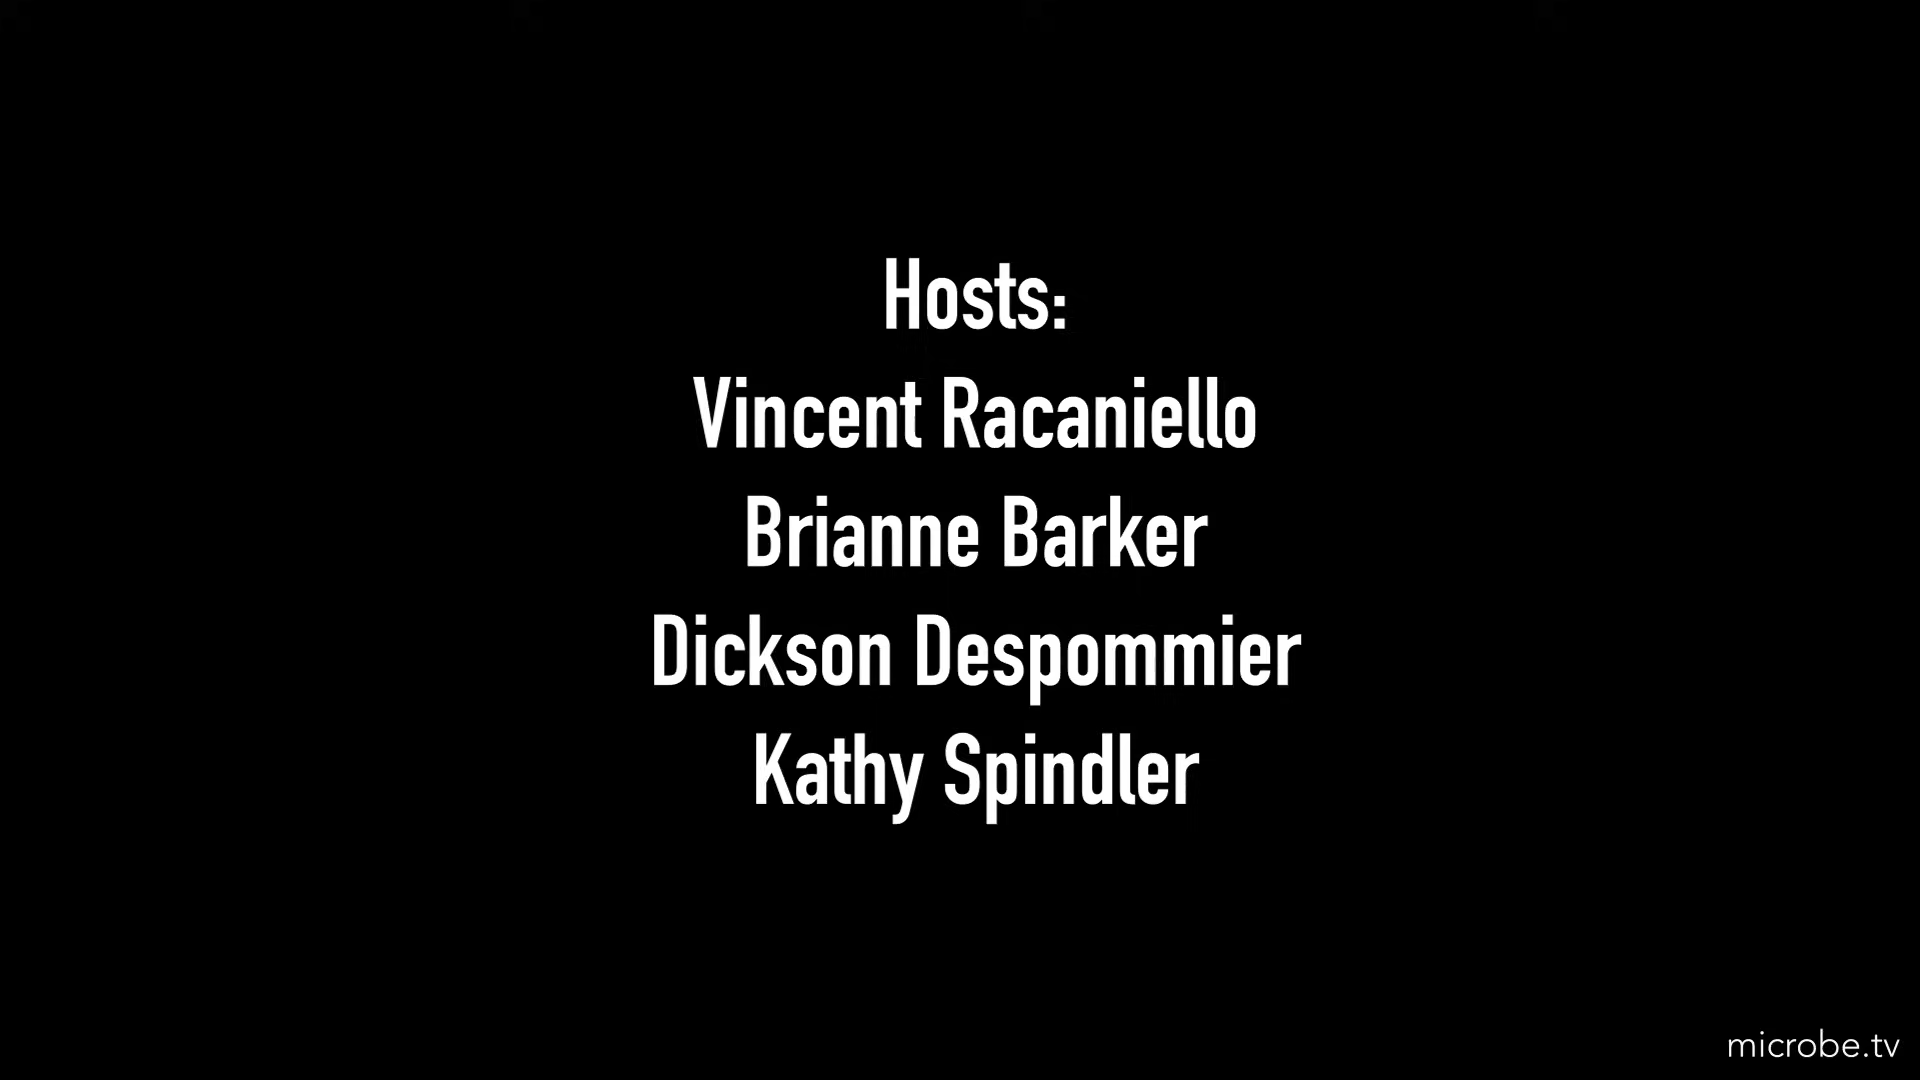 Hosts:
Vincent Racaniello
Brianne Barker
Dickson Despommier
Kathy Spindler
microbe.tv